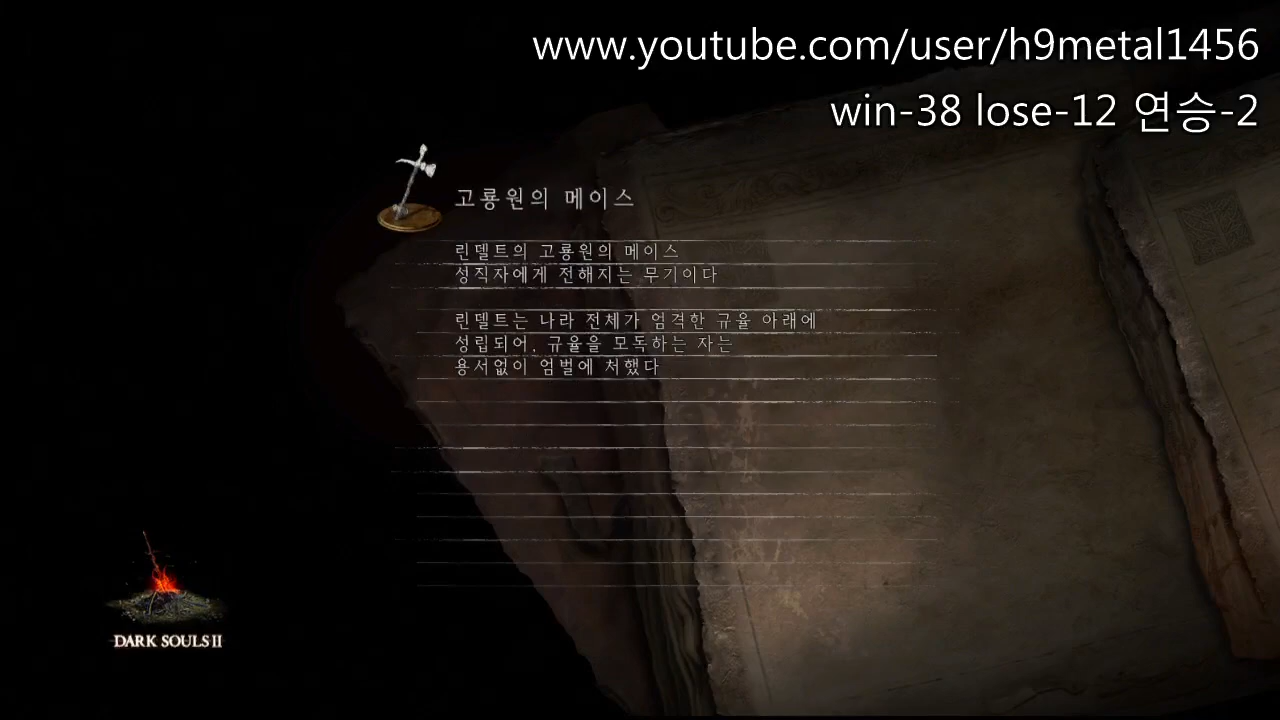 www.youtube.com/user/h9metal1456
win-38 lose-12 연승-2
고룡원의 메이스
린델트의 고룡원의 메이스
성직자에게 전해지는 무기이다
린델트는 나라 전체가 엄격한 규율 아래에
성립되어, 규율을 모독하는 자는
용서없이 엄벌에 처했다
DARK SOULS II